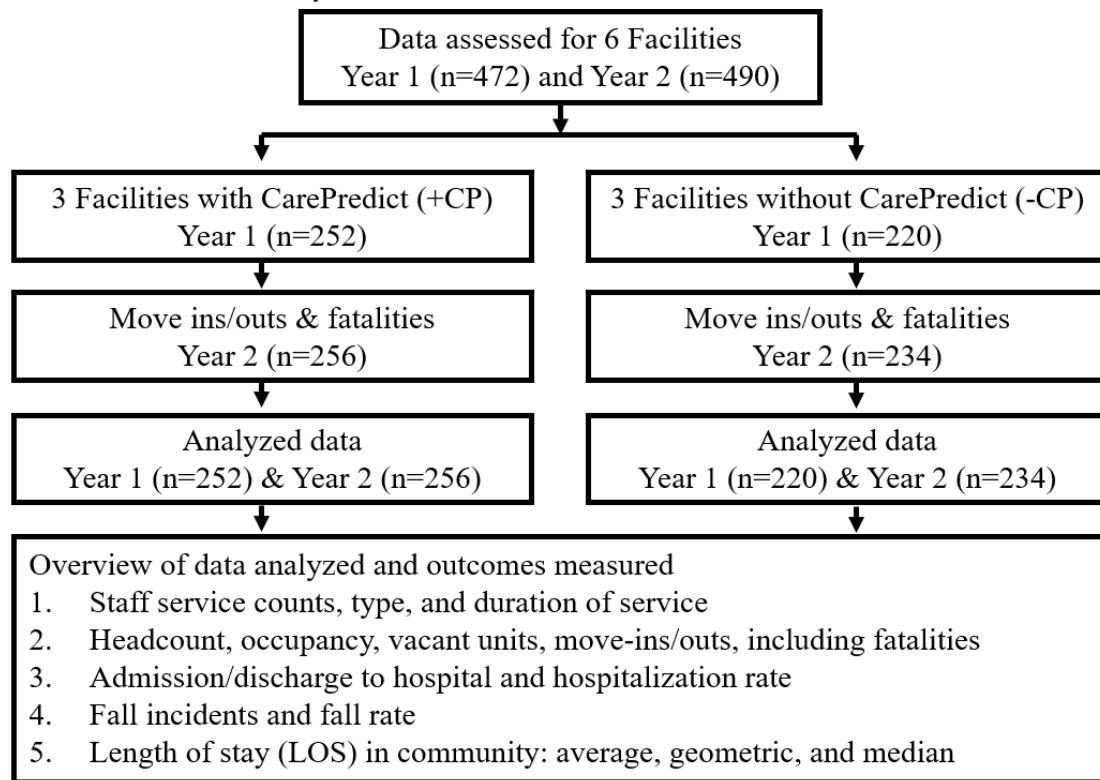 Data assessed for 6 Facilities
Year 1 (n=472) and Year 2 (n=490)
3 Facilities with CarePredict (+CP)
Year 1 (n=252)
3 Facilities without CarePredict (-CP)
Year 1 (n=220)
Move ins/outs & fatalities
Year 2 (n=256)
Move ins/outs & fatalities
Year 2 (n=234)
Analyzed data
Year 1 (n=252) & Year 2 (n=256)
Analyzed data
Year 1 (n=220) & Year 2 (n=234)
Overview of data analyzed and outcomes measured
1. Staff service counts, type, and duration of service
2. Headcount, occupancy, vacant units, move-ins/outs, including fatalities
3. Admission/discharge to hospital and hospitalization rate
4. Fall incidents and fall rate
5. Length of stay (LOS) in community: average, geometric, and median